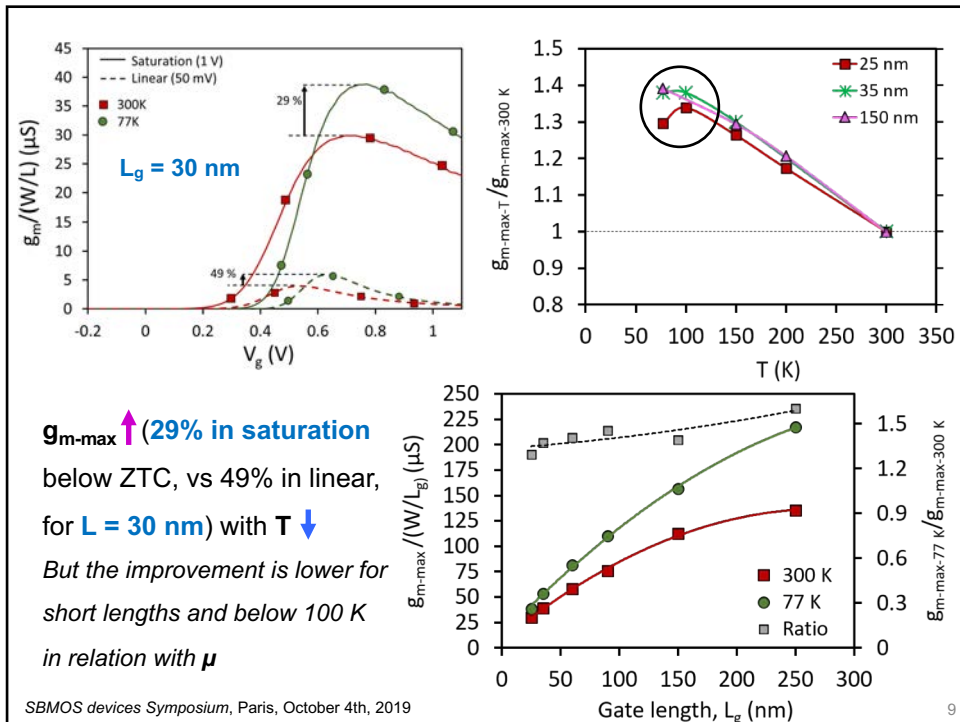 45
40
35
30
25
20
15
10
5
0
g_m/(W/L) (µS)
Saturation (1 V)
Linear (50 mV)
300K
77K
29 %
L_g = 30 nm
49 %
-0.2
0
0.2
0.4
0.6
0.8
1
V_g (V)
1.5
1.4
1.3
1.2
1.1
1
0.9
0.8
g_m-max-T/g_m-max-300 K
25 nm
35 nm
150 nm
0 50 100 150 200 250 300 350
T (K)
g_m-max ↑ (29% in saturation
below ZTC, vs 49% in linear,
for L = 30 nm) with T ↓
But the improvement is lower for
short lengths and below 100 K
in relation with µ
250
225
200
175
150
125
100
75
50
25
0
g_m-max/(W/L_g) (µS)
300 K
77 K
Ratio
1.5
1.2
0.9
0.6
0.3
0
g_m-max-77 K/g_m-max-300 K
0 50 100 150 200 250 300
Gate length, L_g (nm)
SBMOS devices Symposium, Paris, October 4th, 2019
9